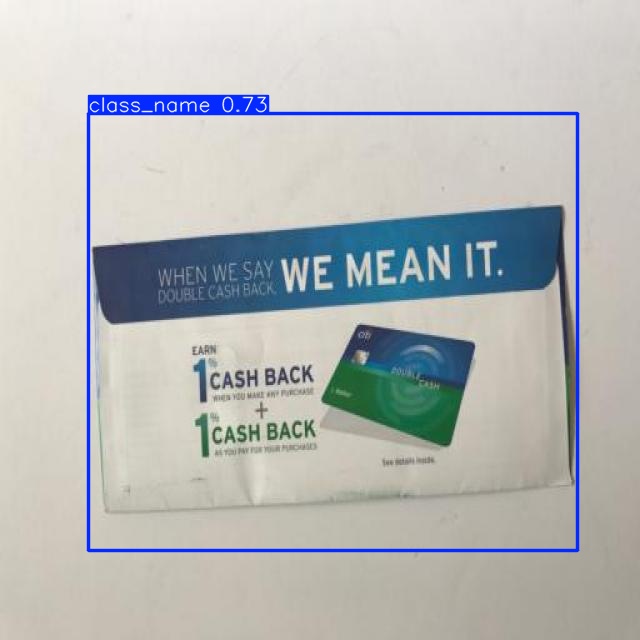 class_name 0.73
WHEN WE SAY
DOUBLE CASH BACK, WE MEAN IT.
EARN
1% CASH BACK
WHEN YOU MAKE ANY PURCHASE
+
1% CASH BACK
AS YOU PAY FOR YOUR PURCHASES
citi
DOUBLE
CASH
See details inside.